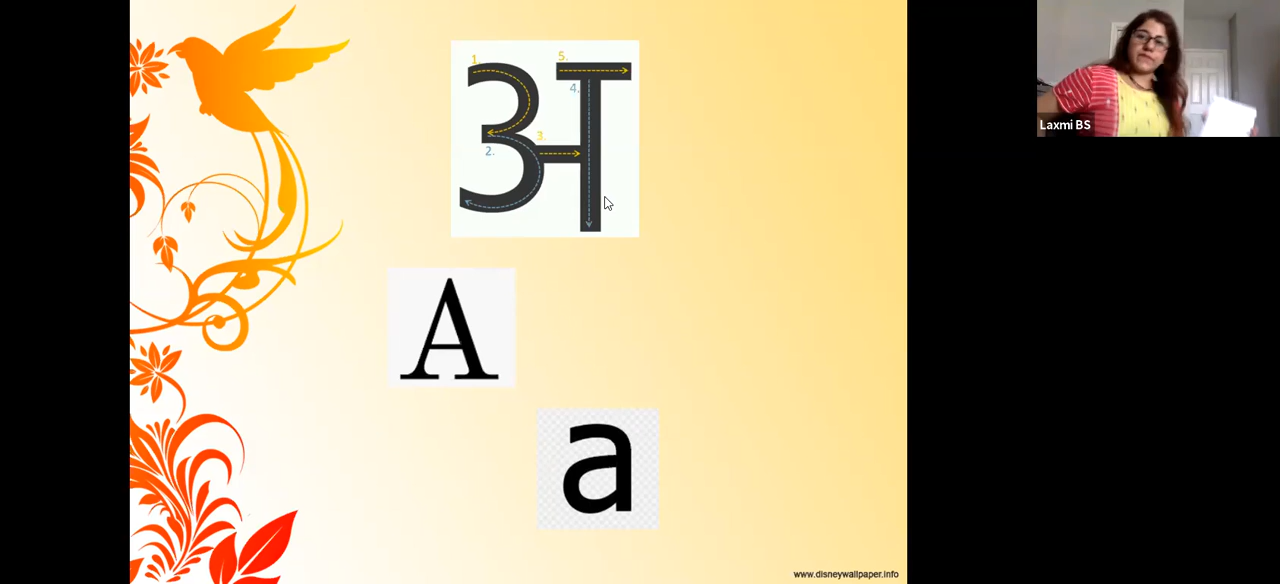 1
5.
अ
4.
3.
2.
A
a
Laxmi BS
www.disneywallpaper.info